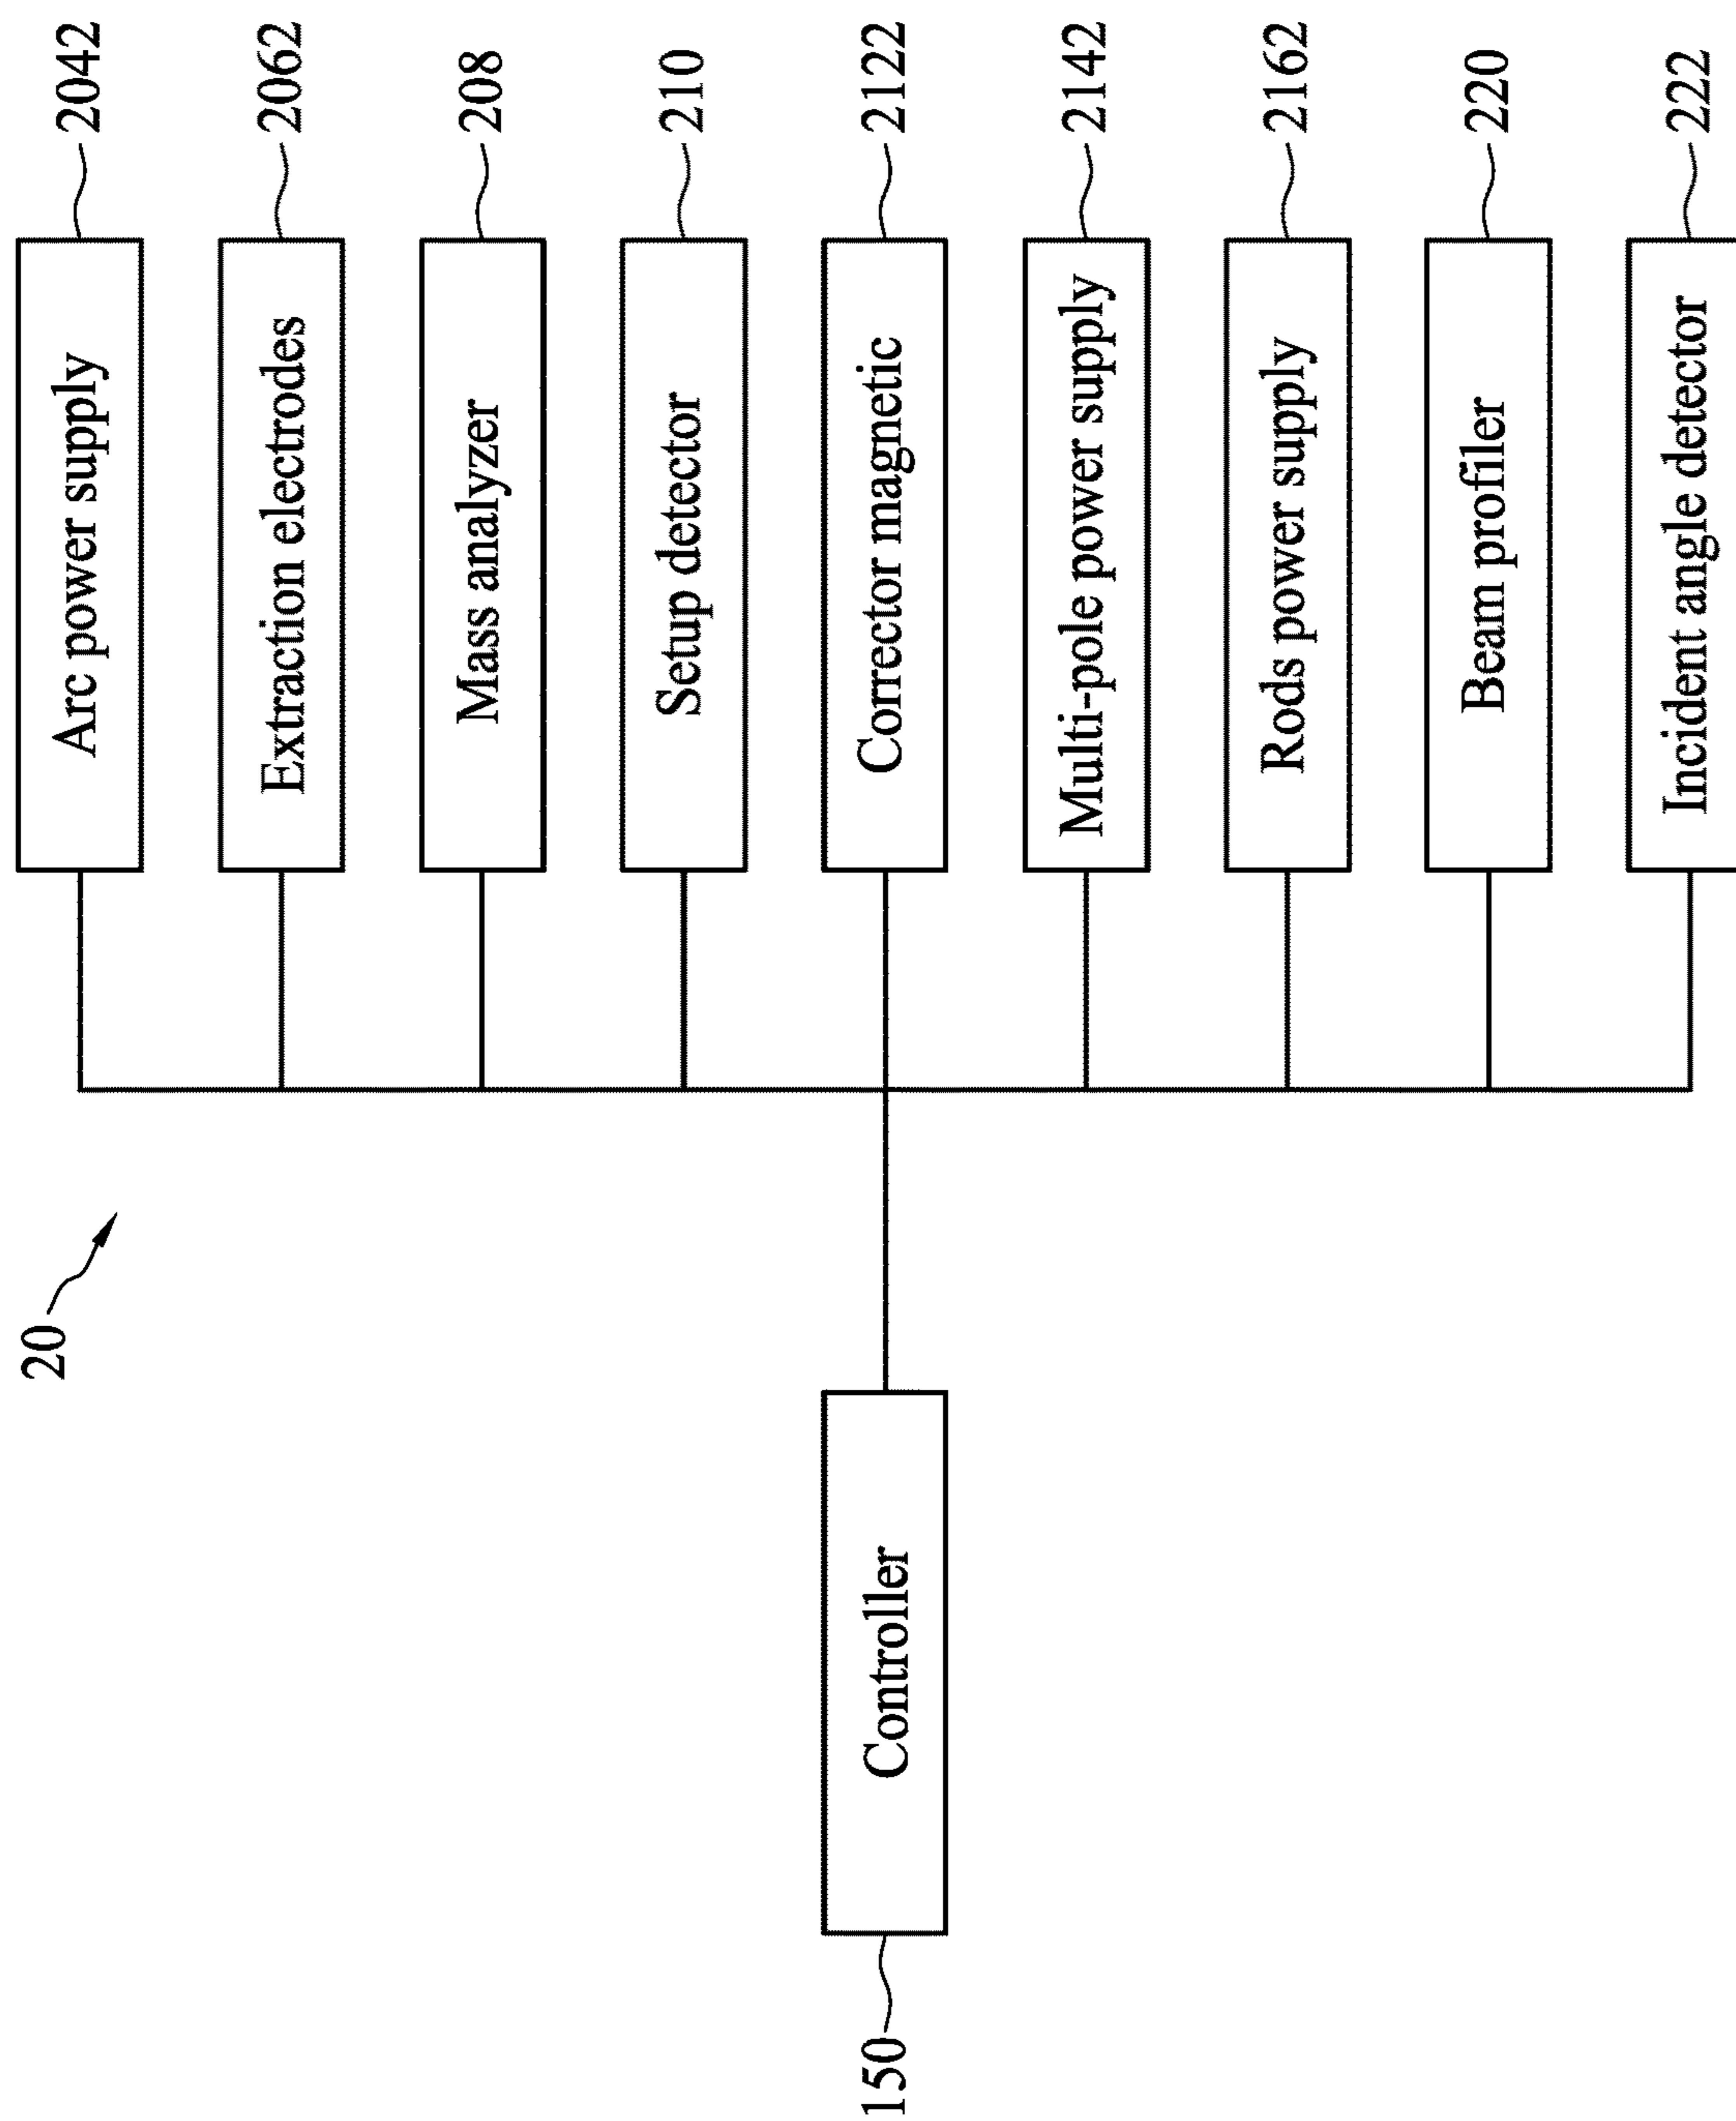 20
150
Controller
Arc power supply
2042
Extraction electrodes
2062
Mass analyzer
208
Setup detector
210
Corrector magnetic
2122
Multi-pole power supply
2142
Rods power supply
2162
Beam profiler
220
Incident angle detector
222